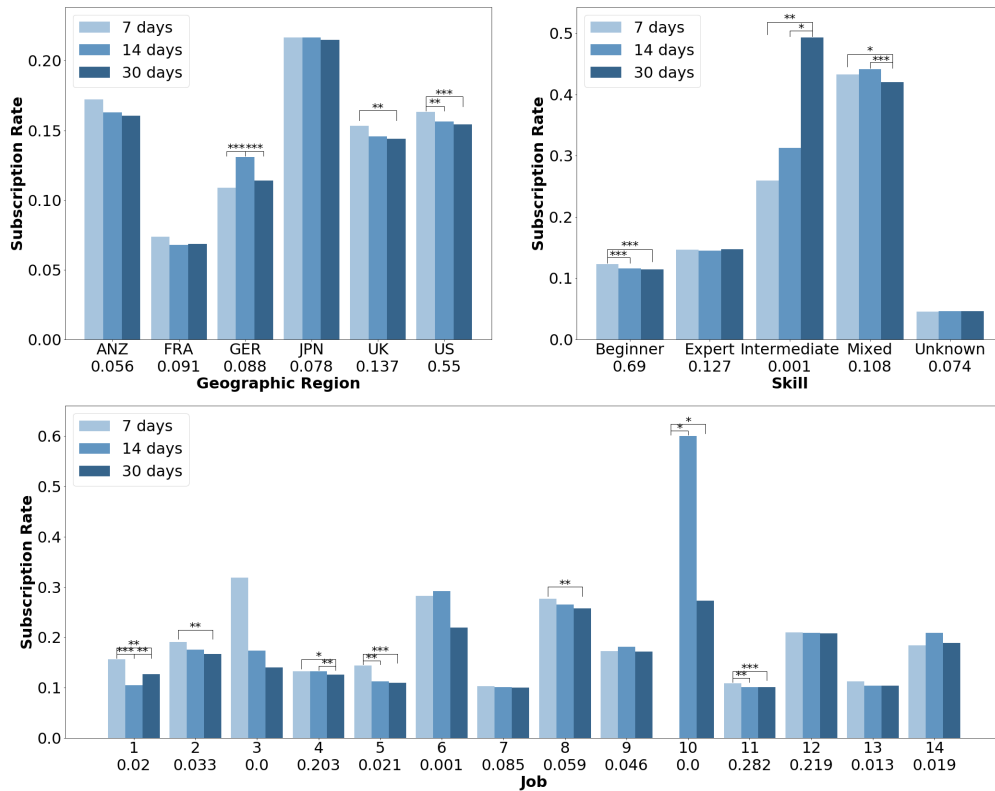 7 days
14 days
30 days
Subscription Rate
0.20
0.15
0.10
0.05
0.00
*** ***
**
***
**
ANZ FRA GER JPN UK US
0.056 0.091 0.088 0.078 0.137 0.55
Geographic Region
7 days
14 days
30 days
Subscription Rate
0.5
0.4
0.3
0.2
0.1
0.0
***
***
**
*
*
***
Beginner Expert Intermediate Mixed Unknown
0.69 0.127 0.001 0.108 0.074
Skill
7 days
14 days
30 days
Subscription Rate
0.6
0.5
0.4
0.3
0.2
0.1
0.0
**
*** **
**
*
**
***
**
**
*
*
***
**
1 2 3 4 5 6 7 8 9 10 11 12 13 14
0.02 0.033 0.0 0.203 0.021 0.001 0.085 0.059 0.046 0.0 0.282 0.219 0.013 0.019
Job